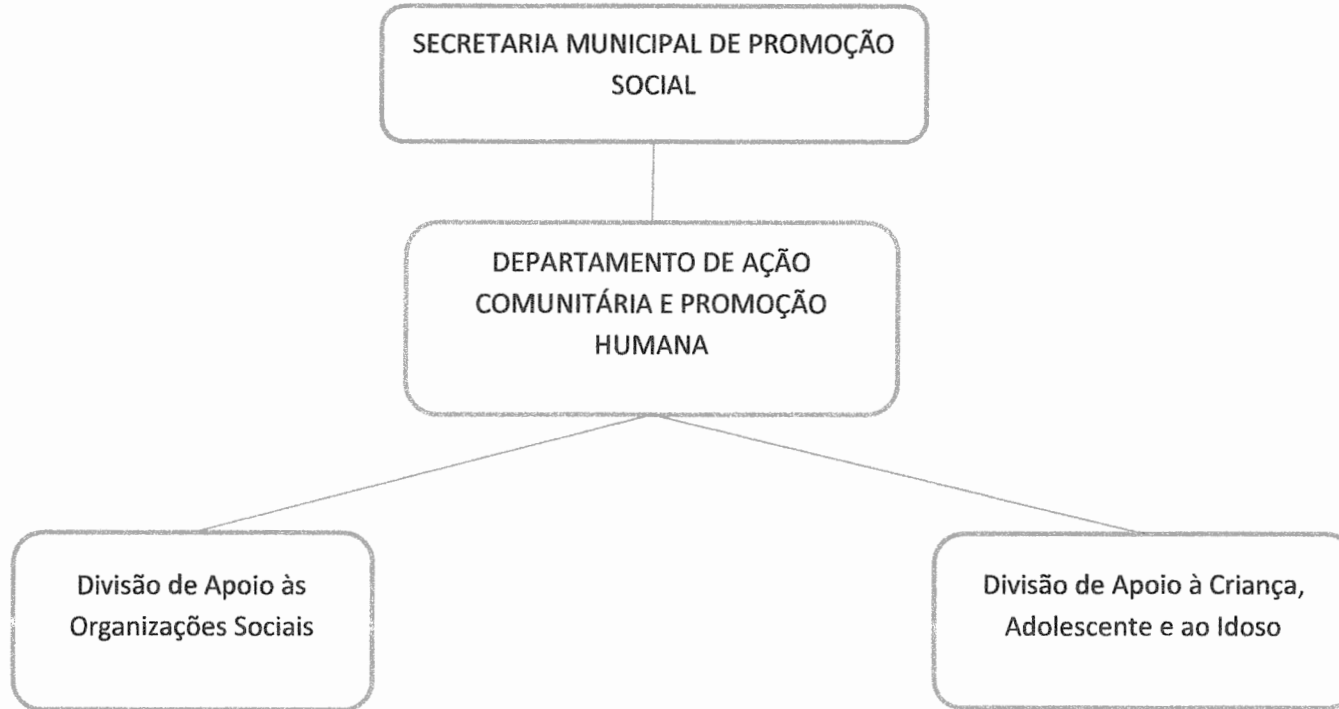 SECRETARIA MUNICIPAL DE PROMOÇÃO
SOCIAL
DEPARTAMENTO DE AÇÃO
COMUNITÁRIA E PROMOÇÃO
HUMANA
Divisão de Apoio às
Organizações Sociais
Divisão de Apoio à Criança,
Adolescente e ao Idoso